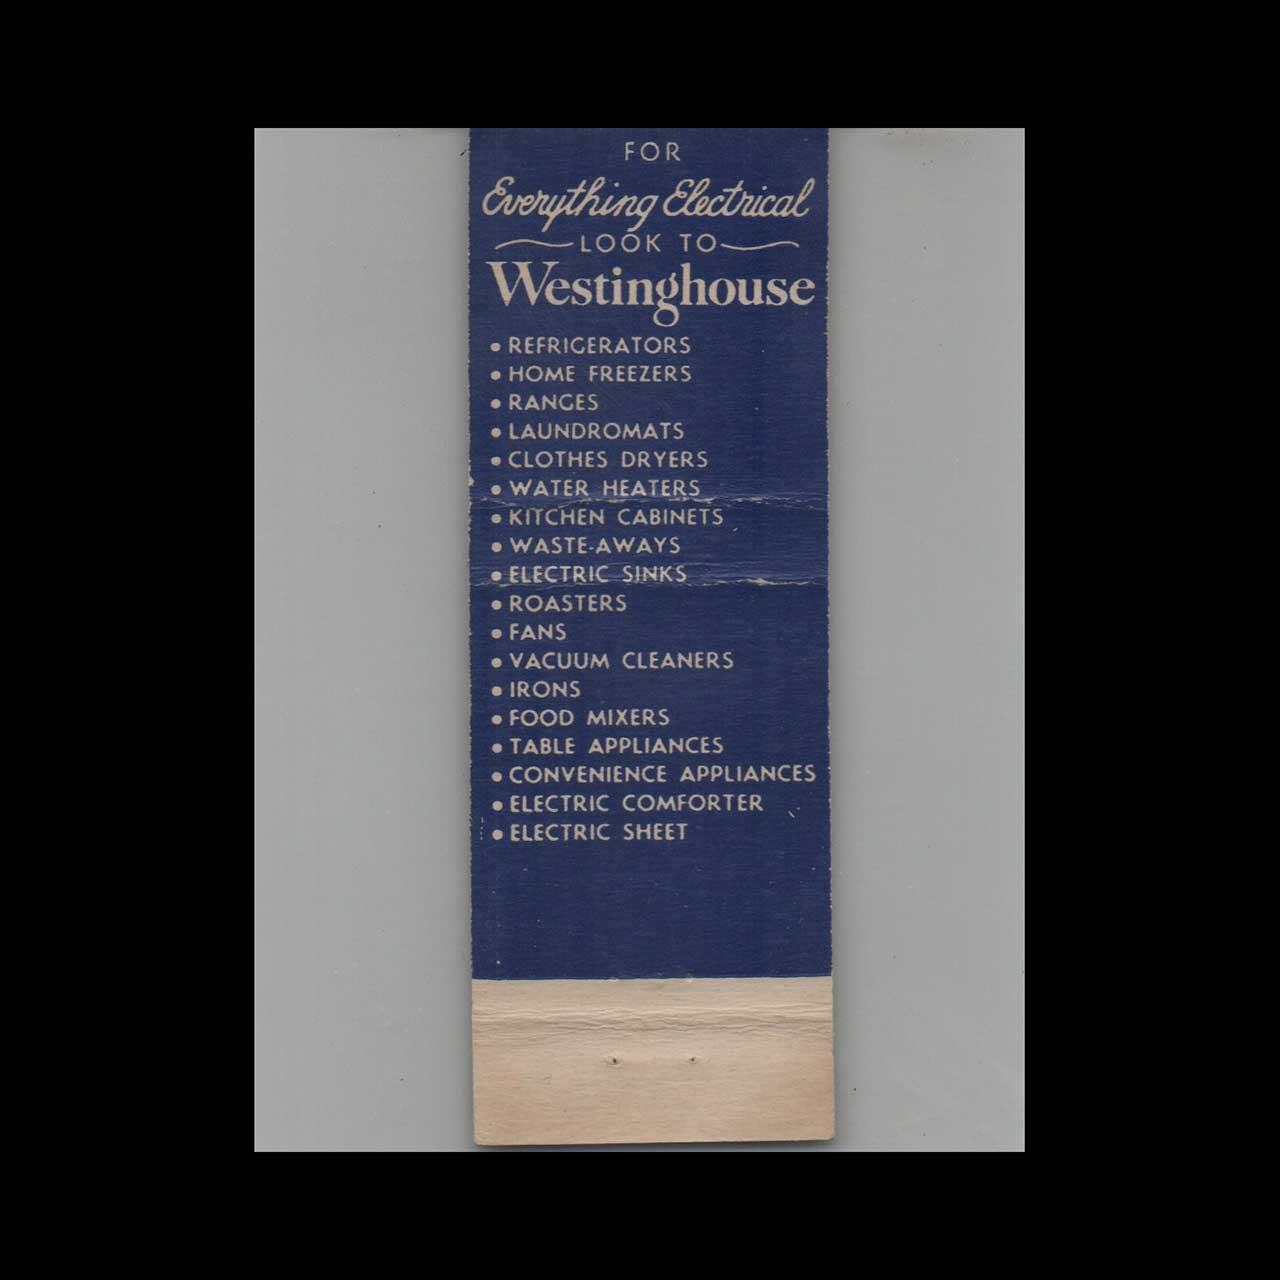 FOR
Everything Electrical
LOOK TO
Westinghouse
• REFRIGERATORS
• HOME FREEZERS
• RANGES
• LAUNDROMATS
• CLOTHES DRYERS
• WATER HEATERS
• KITCHEN CABINETS
• WASTE-AWAYS
• ELECTRIC SINKS
• ROASTERS
• FANS
• VACUUM CLEANERS
• IRONS
• FOOD MIXERS
• TABLE APPLIANCES
• CONVENIENCE APPLIANCES
• ELECTRIC COMFORTER
• ELECTRIC SHEET